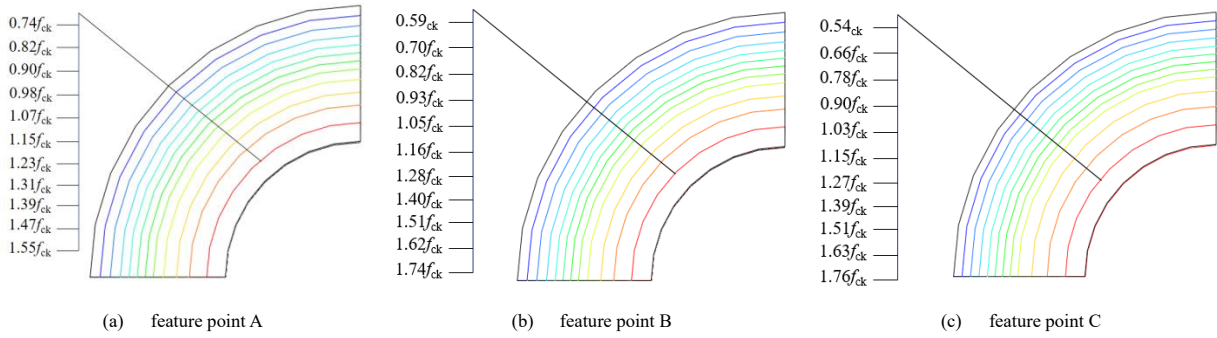 0.74fck
0.82fck
0.90fck
0.98fck
1.07fck
1.15fck
1.23fck
1.31fck
1.39fck
1.47fck
1.55fck
(a) feature point A
0.59ck
0.70fck
0.82fck
0.93fck
1.05fck
1.16fck
1.28fck
1.40fck
1.51fck
1.62fck
1.74fck
(b) feature point B
0.54ck
0.66fck
0.78fck
0.90fck
1.03fck
1.15fck
1.27fck
1.39fck
1.51fck
1.63fck
1.76fck
(c) feature point C